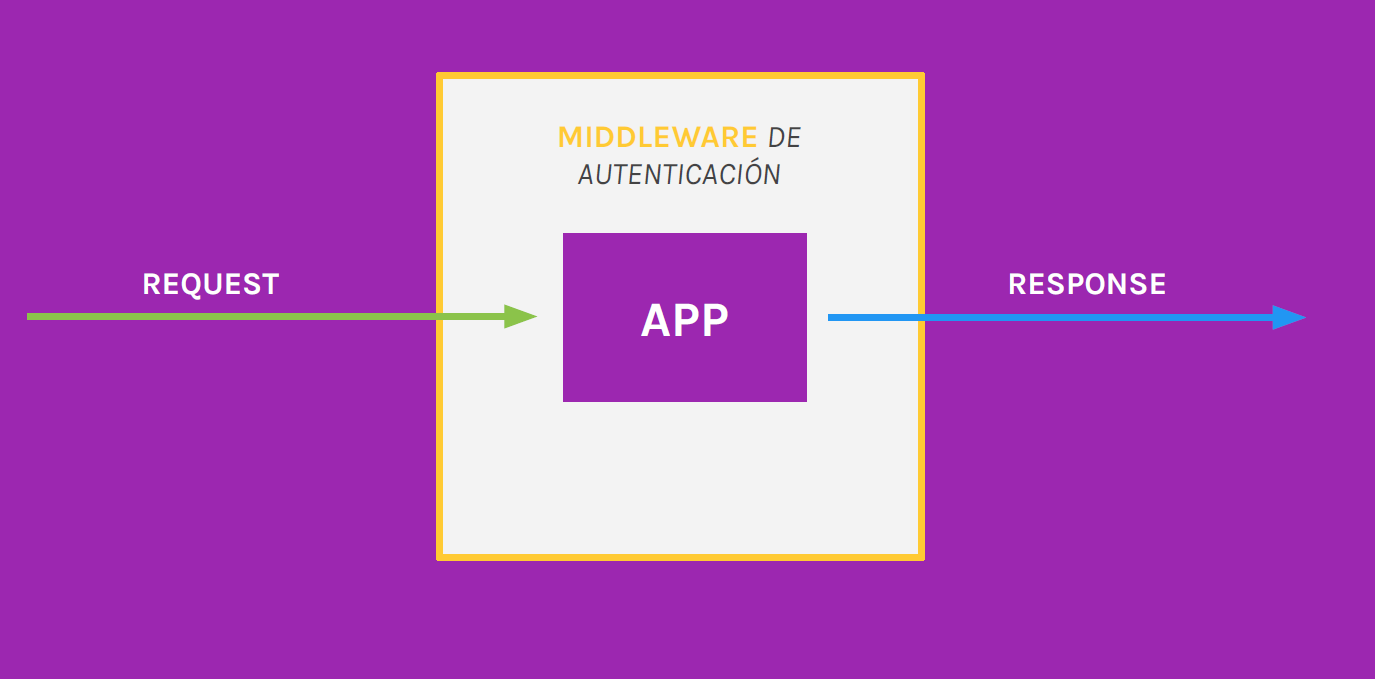 MIDDLEWARE DE
AUTENTICACIÓN
REQUEST
APP
RESPONSE